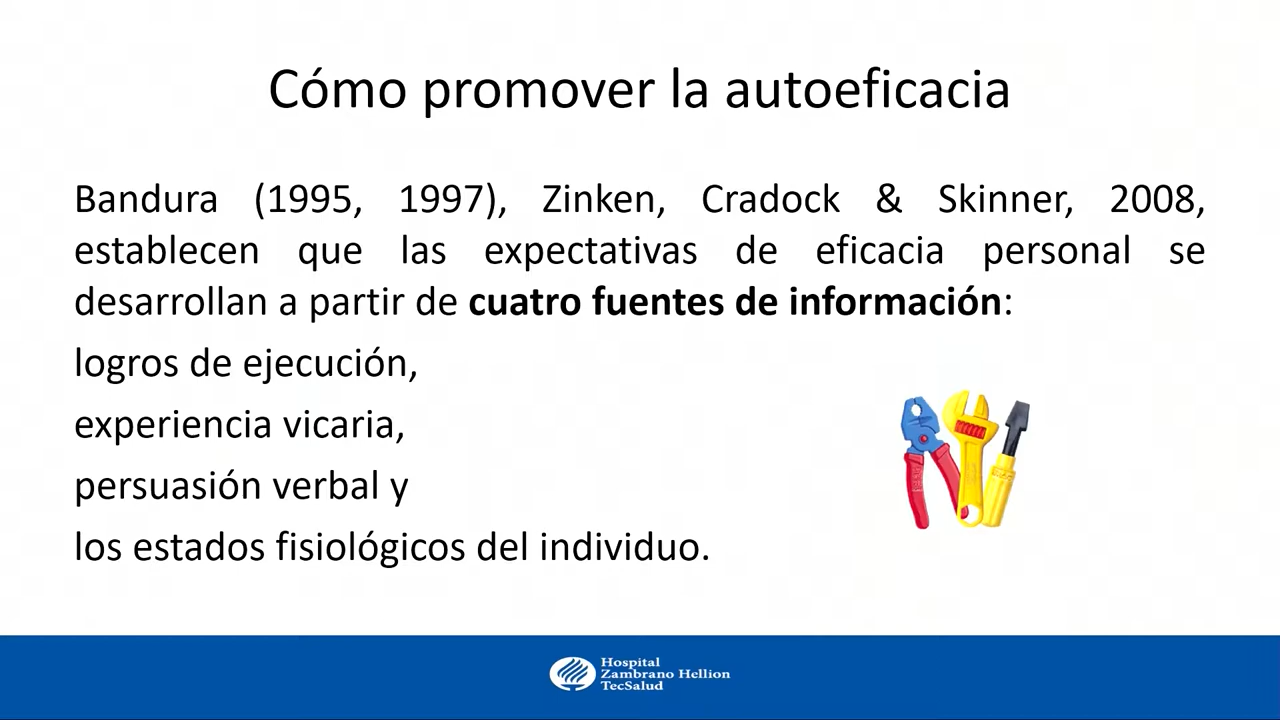 Cómo promover la autoeficacia
Bandura (1995, 1997), Zinken, Cradock & Skinner, 2008,
establecen que las expectativas de eficacia personal se
desarrollan a partir de cuatro fuentes de información:
logros de ejecución,
experiencia vicaria,
persuasión verbal y
los estados fisiológicos del individuo.
Hospital
Zambrano Hellion
TecSalud